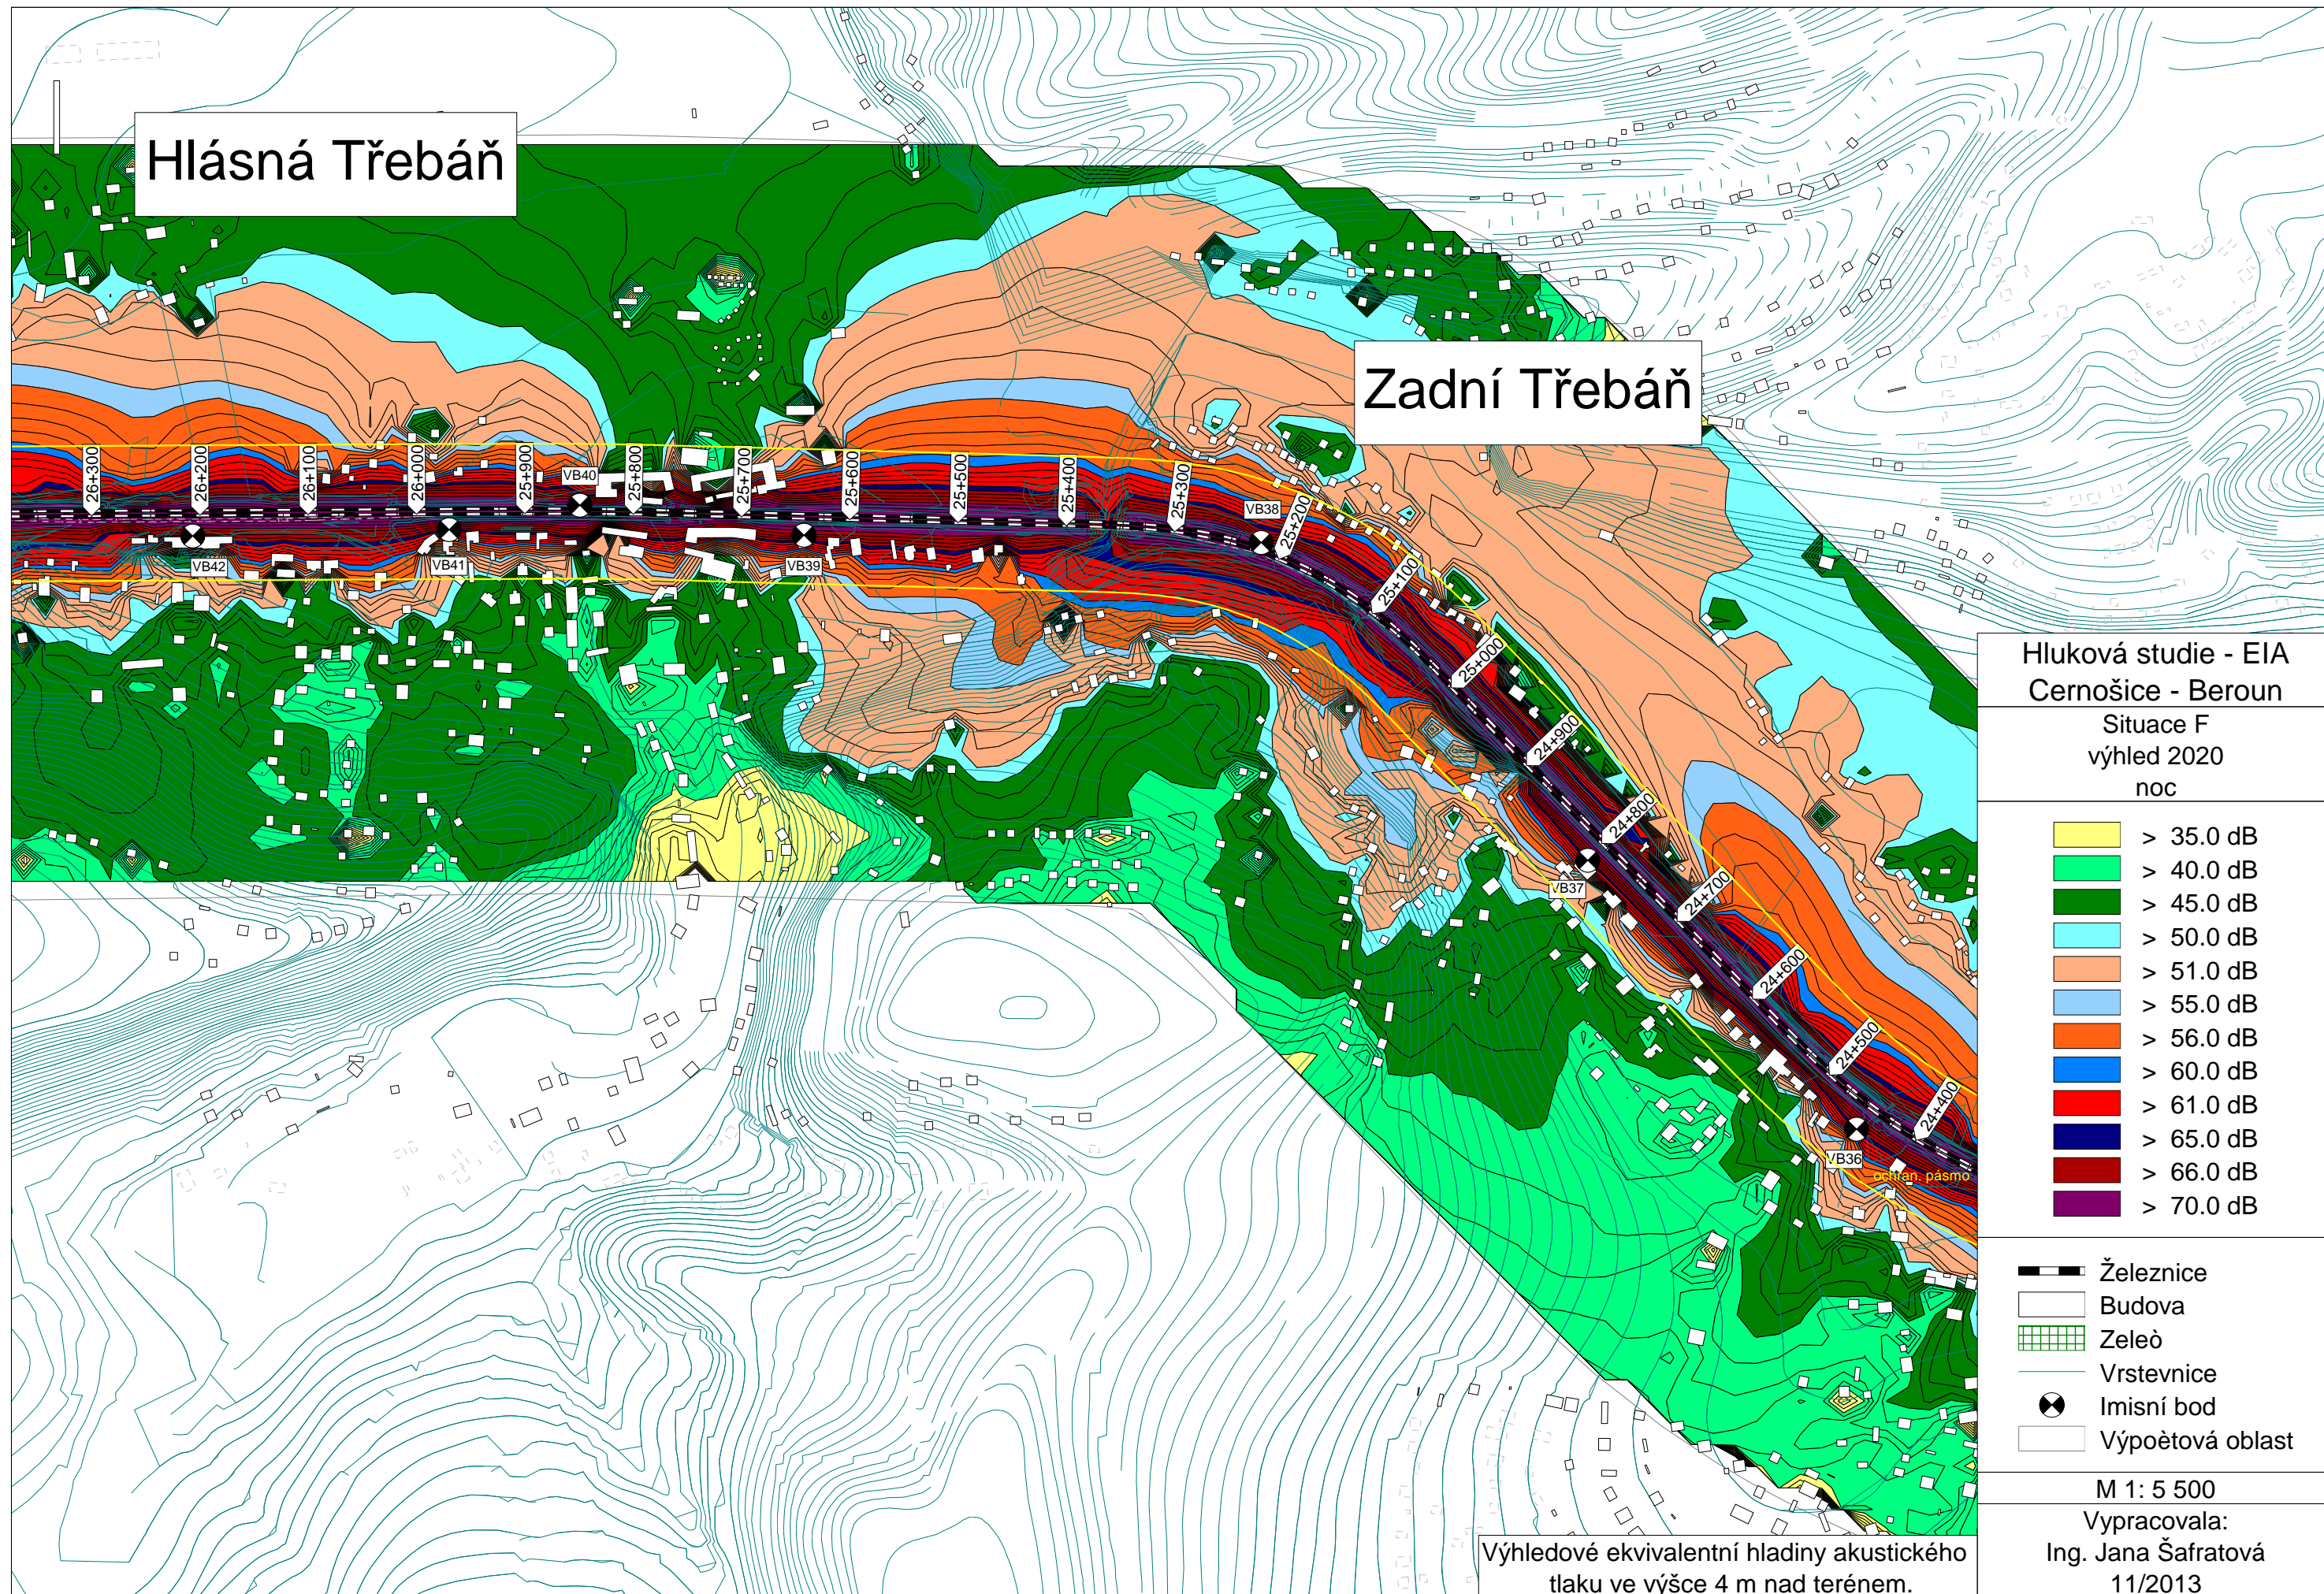 Hlásná Třebáň
Zadní Třebáň
26+300
26+200
26+100
26+000
25+900
25+800
25+700
25+600
25+500
25+400
25+300
25+200
25+100
25+000
24+900
24+800
24+700
24+600
24+500
24+400
VB40
VB38
VB42
VB41
VB39
VB37
VB36
ochran. pásmo
Hluková studie - EIA
Cernošice - Beroun
Situace F
výhled 2020
noc
> 35.0 dB
> 40.0 dB
> 45.0 dB
> 50.0 dB
> 51.0 dB
> 55.0 dB
> 56.0 dB
> 60.0 dB
> 61.0 dB
> 65.0 dB
> 66.0 dB
> 70.0 dB
Železnice
Budova
Zeleò
Vrstevnice
Imisní bod
Výpoètová oblast
M 1: 5 500
Vypracovala:
Ing. Jana Šafratová
11/2013
Výhledové ekvivalentní hladiny akustického
tlaku ve výšce 4 m nad terénem.